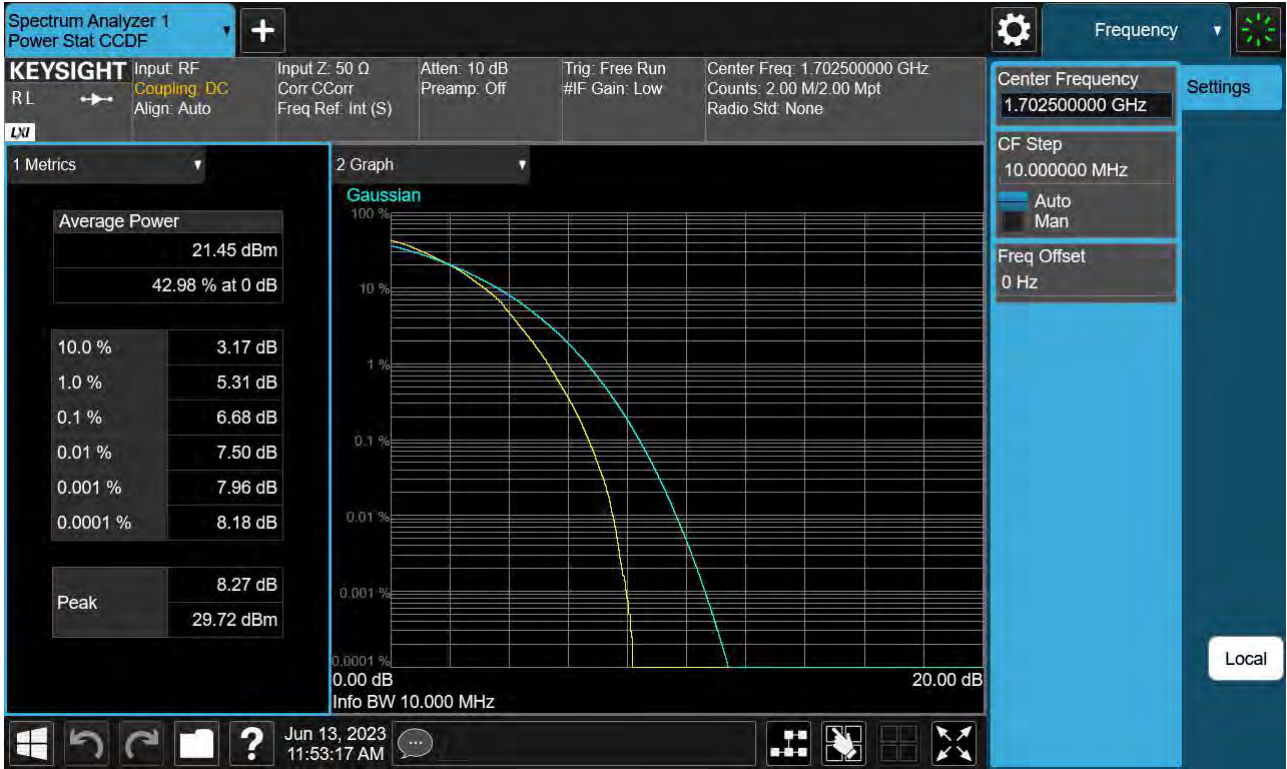 Spectrum Analyzer 1
Power Stat CCDF
+
Frequency
KEYSIGHT
R L
LXI
Input: RF
Coupling: DC
Align: Auto
Input Z: 50 Ω
Corr CCorr
Freq Ref: Int (S)
Atten: 10 dB
Preamp: Off
Trig: Free Run
#IF Gain: Low
Center Freq: 1.702500000 GHz
Counts: 2.00 M/2.00 Mpt
Radio Std: None
Center Frequency
1.702500000 GHz
Settings
CF Step
10.000000 MHz
Auto
Man
Freq Offset
0 Hz
Local
1 Metrics
Average Power
21.45 dBm
42.98 % at 0 dB
10.0 % 3.17 dB
1.0 % 5.31 dB
0.1 % 6.68 dB
0.01 % 7.50 dB
0.001 % 7.96 dB
0.0001 % 8.18 dB
Peak
8.27 dB
29.72 dBm
2 Graph
Gaussian
100 %
10 %
1 %
0.1 %
0.01 %
0.001 %
0.0001 %
0.00 dB 20.00 dB
Info BW 10.000 MHz
?
Jun 13, 2023
11:53:17 AM